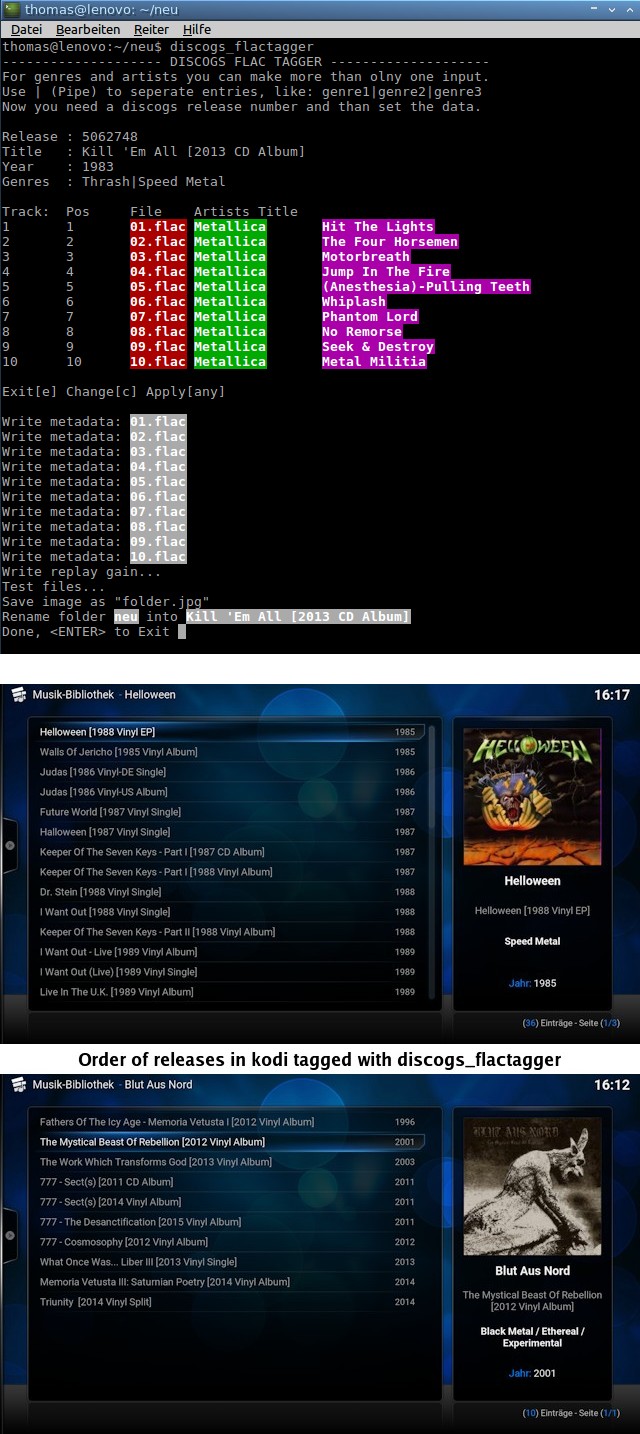 thomas@lenovo: ~/neu
Datei Bearbeiten Reiter Hilfe
thomas@lenovo:~/neu$ discogs_flactagger
-------------------- DISCOGS FLAC TAGGER --------------------
For genres and artists you can make more than olny one input.
Use | (Pipe) to seperate entries, like: genre1|genre2|genre3
Now you need a discogs release number and than set the data.
Release : 5062748
Title : Kill 'Em All [2013 CD Album]
Year : 1983
Genres : Thrash|Speed Metal
Track: Pos File Artists Title
1 1 01.flac Metallica Hit The Lights
2 2 02.flac Metallica The Four Horsemen
3 3 03.flac Metallica Motorbreath
4 4 04.flac Metallica Jump In The Fire
5 5 05.flac Metallica (Anesthesia)-Pulling Teeth
6 6 06.flac Metallica Whiplash
7 7 07.flac Metallica Phantom Lord
8 8 08.flac Metallica No Remorse
9 9 09.flac Metallica Seek & Destroy
10 10 10.flac Metallica Metal Militia
Exit[e] Change[c] Apply[any]
Write metadata: 01.flac
Write metadata: 02.flac
Write metadata: 03.flac
Write metadata: 04.flac
Write metadata: 05.flac
Write metadata: 06.flac
Write metadata: 07.flac
Write metadata: 08.flac
Write metadata: 09.flac
Write metadata: 10.flac
Write replay gain...
Test files...
Save image as "folder.jpg"
Rename folder neu into Kill 'Em All [2013 CD Album]
Done, <ENTER> to Exit
Musik-Bibliothek - Helloween 16:17
Helloween [1988 Vinyl EP] 1985
Walls Of Jericho [1985 Vinyl Album] 1985
Judas [1986 Vinyl-DE Single] 1986
Judas [1986 Vinyl-US Album] 1986
Future World [1987 Vinyl Single] 1987
Halloween [1987 Vinyl Single] 1987
Keeper Of The Seven Keys - Part I [1987 CD Album] 1987
Keeper Of The Seven Keys - Part I [1988 Vinyl Album] 1987
Dr. Stein [1988 Vinyl Single] 1988
I Want Out [1988 Vinyl Single] 1988
Keeper Of The Seven Keys - Part II [1988 Vinyl Album] 1988
I Want Out - Live [1989 Vinyl Album] 1989
I Want Out (Live) [1989 Vinyl Single] 1989
Live In The U.K. [1989 Vinyl Album] 1989
HELLOWEEN
Helloween
Helloween [1988 Vinyl EP]
Speed Metal
Jahr: 1985
(36) Einträge - Seite (1/3)
Order of releases in kodi tagged with discogs_flactagger
Musik-Bibliothek - Blut Aus Nord 16:12
Fathers Of The Icy Age - Memoria Vetusta I [2012 Vinyl Album] 1996
The Mystical Beast Of Rebellion [2012 Vinyl Album] 2001
The Work Which Transforms God [2013 Vinyl Album] 2003
777 - Sect(s) [2011 CD Album] 2011
777 - Sect(s) [2014 Vinyl Album] 2011
777 - The Desanctification [2015 Vinyl Album] 2011
777 - Cosmosophy [2012 Vinyl Album] 2012
What Once Was... Liber III [2013 Vinyl Single] 2013
Memoria Vetusta III: Saturnian Poetry [2014 Vinyl Album] 2014
Triunity [2014 Vinyl Split] 2014
BLUT AUS NORD
Blut Aus Nord
The Mystical Beast Of Rebellion
[2012 Vinyl Album]
Black Metal / Ethereal /
Experimental
Jahr: 2001
(10) Einträge - Seite (1/1)